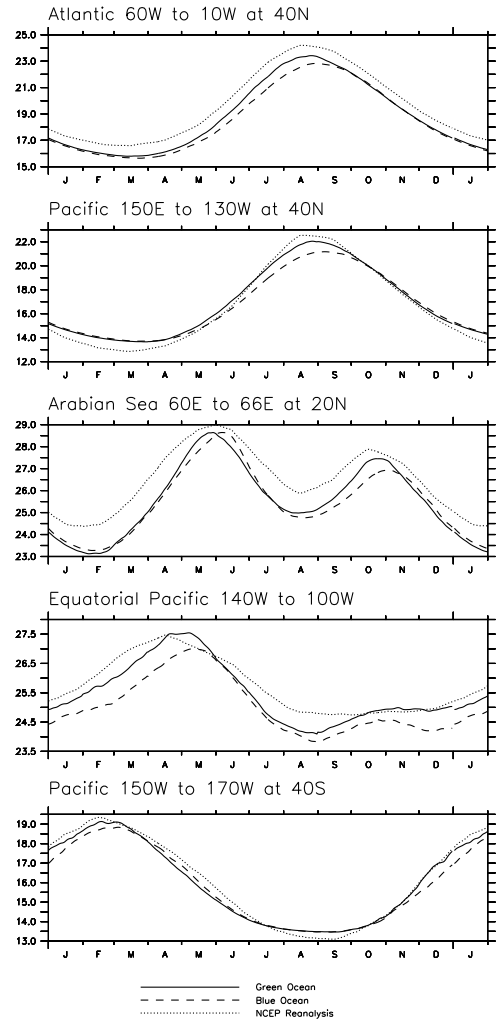 Atlantic 60W to 10W at 40N
25.0
23.0
21.0
19.0
17.0
15.0
J F M A M J J A S O N D J
Pacific 150E to 130W at 40N
22.0
20.0
18.0
16.0
14.0
12.0
J F M A M J J A S O N D J
Arabian Sea 60E to 66E at 20N
29.0
28.0
27.0
26.0
25.0
24.0
23.0
J F M A M J J A S O N D J
Equatorial Pacific 140W to 100W
27.5
26.5
25.5
24.5
23.5
J F M A M J J A S O N D J
Pacific 150W to 170W at 40S
19.0
18.0
17.0
16.0
15.0
14.0
13.0
J F M A M J J A S O N D J
Green Ocean
Blue Ocean
NCEP Reanalysis